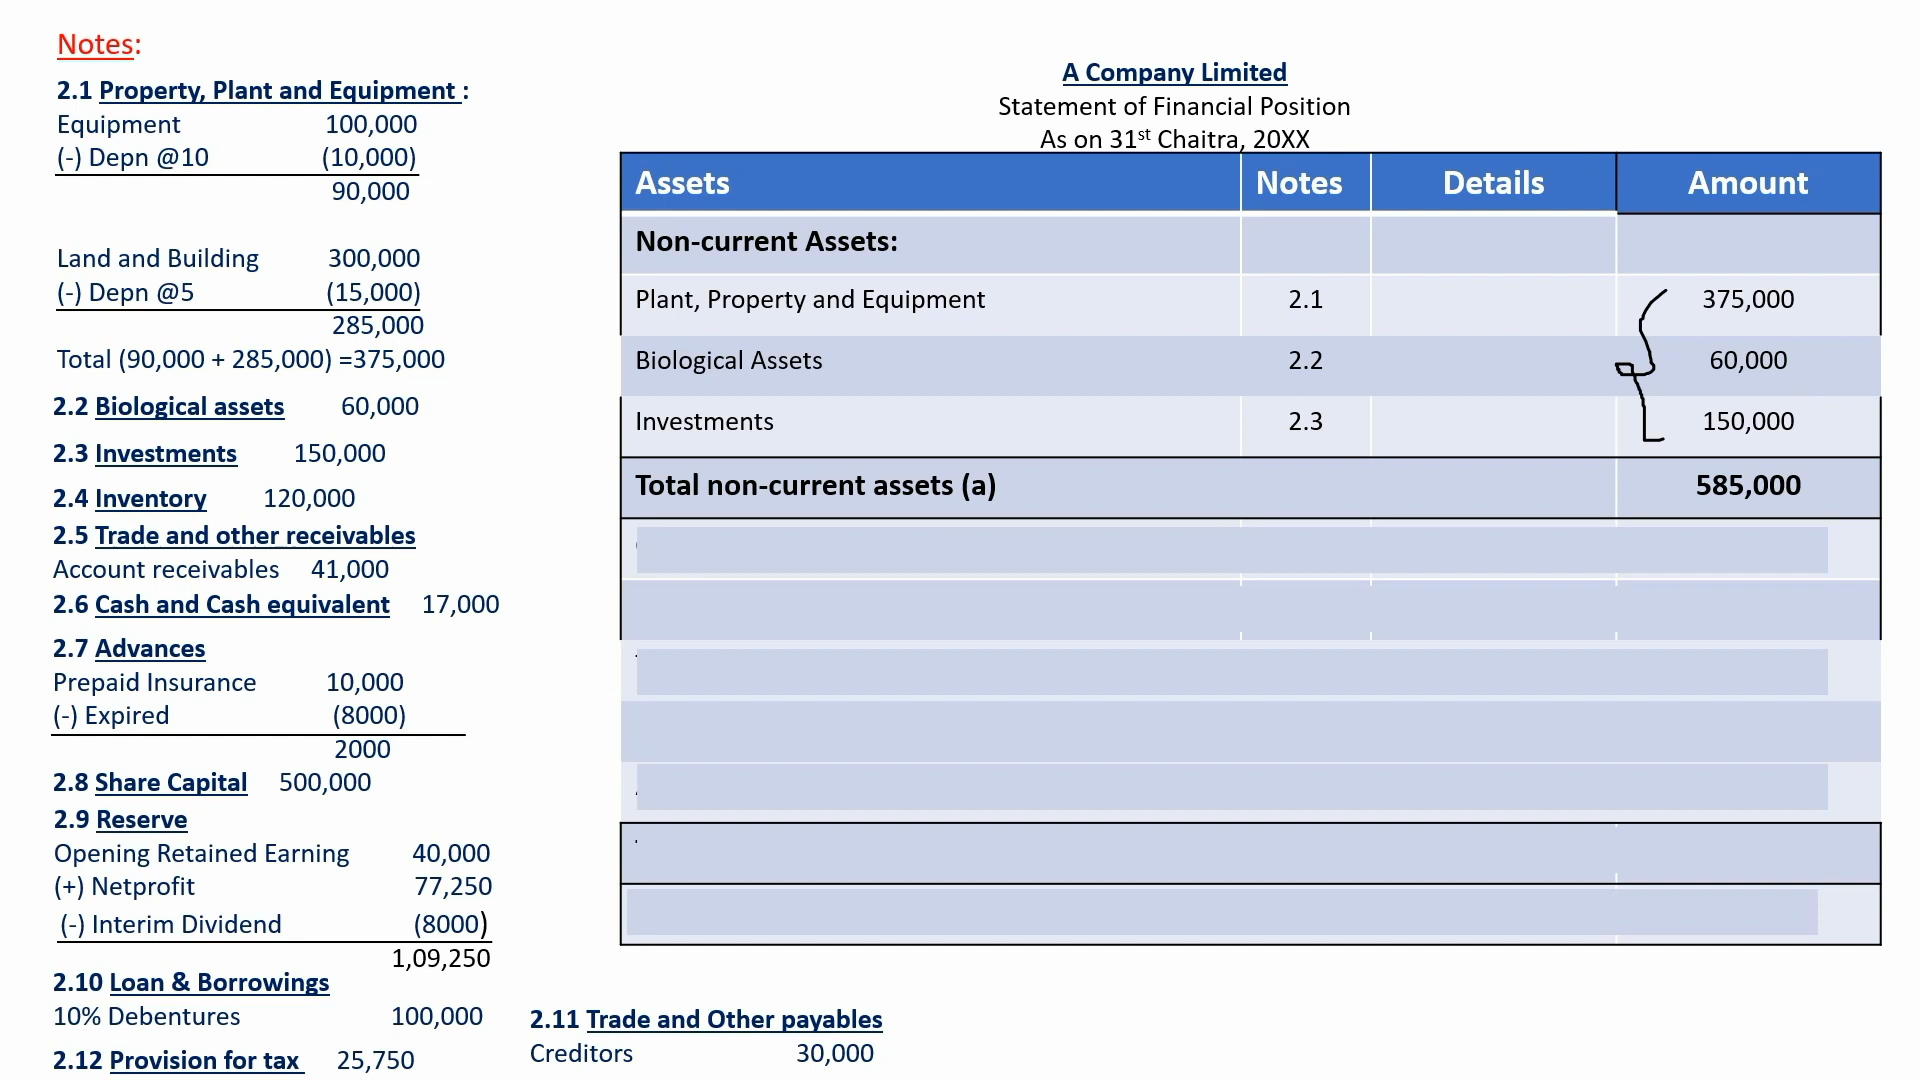 Notes:
2.1 Property, Plant and Equipment :
Equipment 100,000
(-) Depn @10 (10,000)
90,000
Land and Building 300,000
(-) Depn @5 (15,000)
285,000
Total (90,000 + 285,000) =375,000
2.2 Biological assets 60,000
2.3 Investments 150,000
2.4 Inventory 120,000
2.5 Trade and other receivables
Account receivables 41,000
2.6 Cash and Cash equivalent 17,000
2.7 Advances
Prepaid Insurance 10,000
(-) Expired (8000)
2000
2.8 Share Capital 500,000
2.9 Reserve
Opening Retained Earning 40,000
(+) Netprofit 77,250
(-) Interim Dividend (8000)
1,09,250
2.10 Loan & Borrowings
10% Debentures 100,000
2.12 Provision for tax 25,750
2.11 Trade and Other payables
Creditors 30,000
A Company Limited
Statement of Financial Position
As on 31st Chaitra, 20XX
Assets Notes Details Amount
Non-current Assets:
Plant, Property and Equipment 2.1 375,000
Biological Assets 2.2 60,000
Investments 2.3 150,000
Total non-current assets (a) 585,000